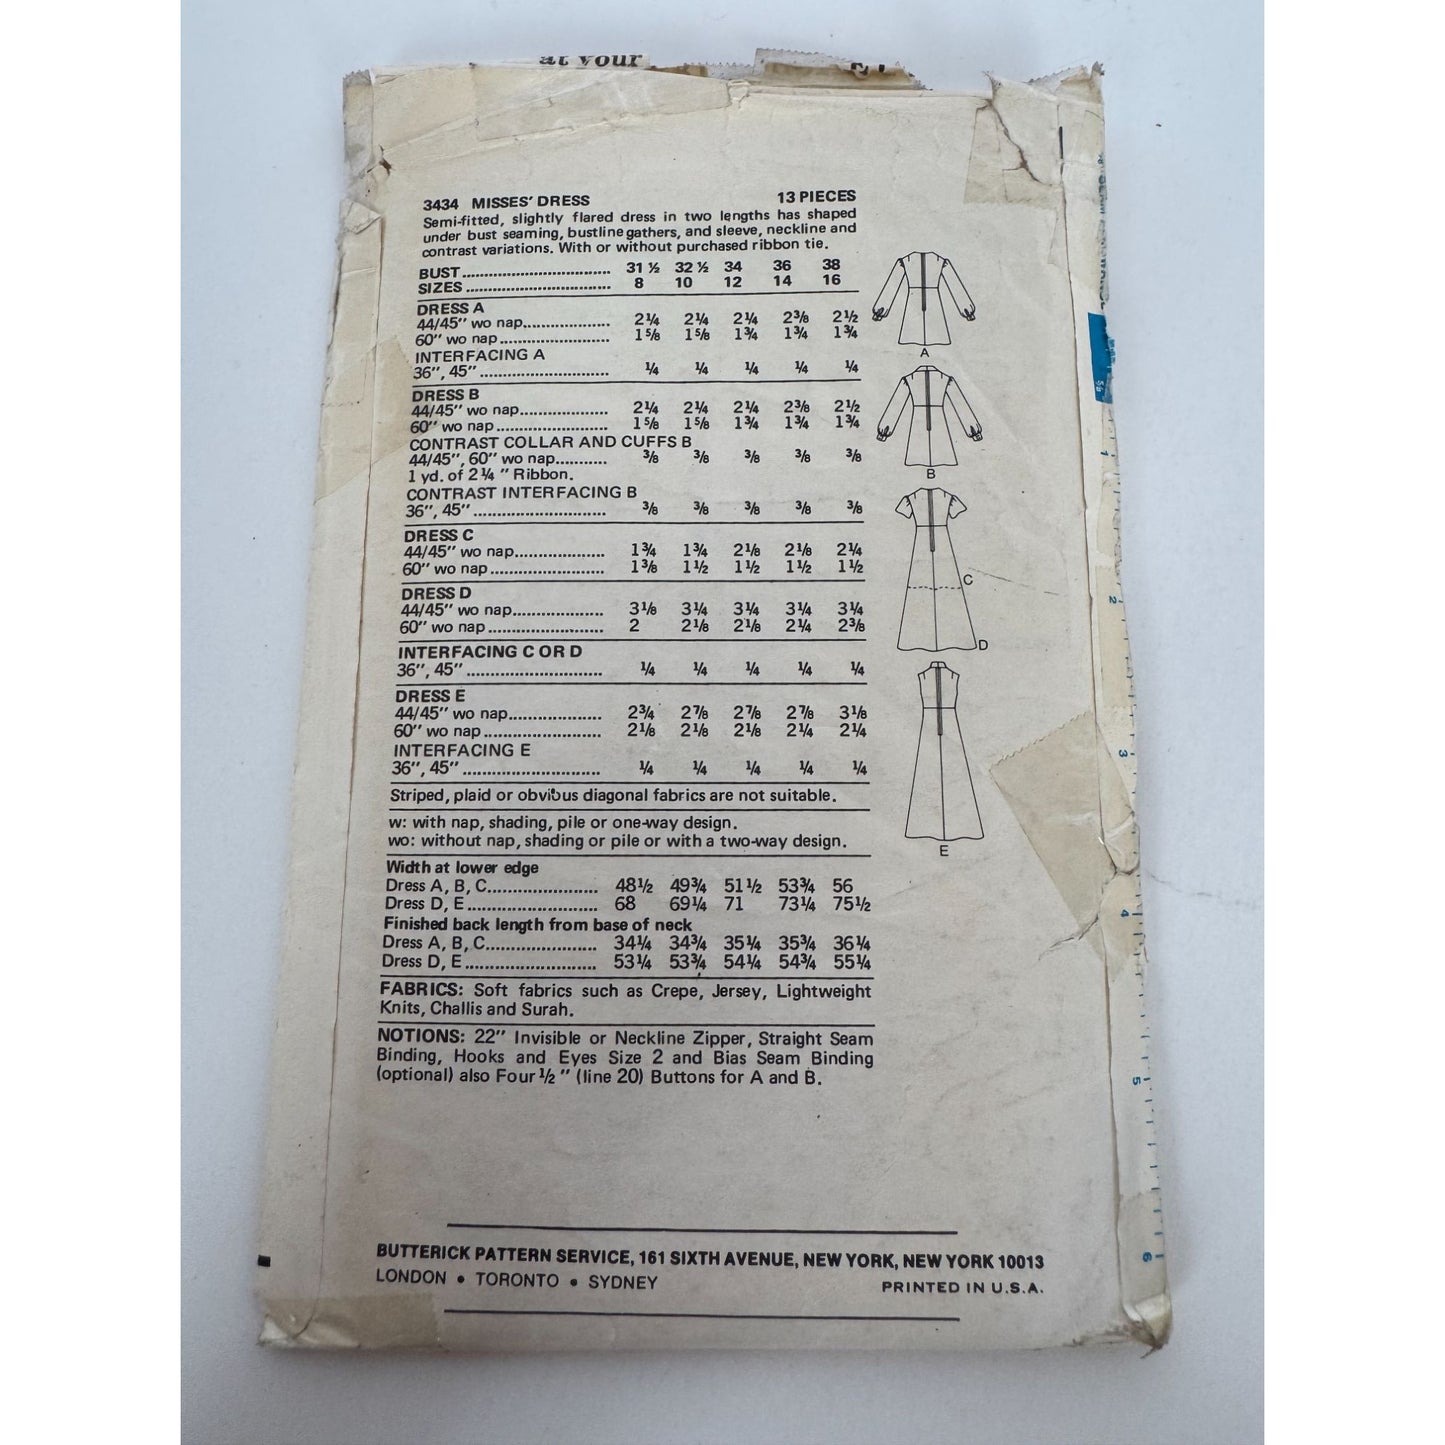 at your
3434 MISSES' DRESS 13 PIECES
Semi-fitted, slightly flared dress in two lengths has shaped
under bust seaming, bustline gathers, and sleeve, neckline and
contrast variations. With or without purchased ribbon tie.
BUST.................................. 31 ½ 32 ½ 34 36 38
SIZES ................................. 8 10 12 14 16
DRESS A
44/45" wo nap.................... 2¼ 2¼ 2¼ 2⅜ 2½
60" wo nap......................... 1⅝ 1⅝ 1¾ 1¾ 1¾
INTERFACING A
36", 45" .............................. ¼ ¼ ¼ ¼ ¼
DRESS B
44/45" wo nap.................... 2¼ 2¼ 2¼ 2⅜ 2½
60" wo nap......................... 1⅝ 1⅝ 1¾ 1¾ 1¾
CONTRAST COLLAR AND CUFFS B
44/45", 60" wo nap........... ⅜ ⅜ ⅜ ⅜ ⅜
1 yd. of 2¼ " Ribbon.
CONTRAST INTERFACING B
36", 45" .............................. ⅜ ⅜ ⅜ ⅜ ⅜
DRESS C
44/45" wo nap.................... 1¾ 1¾ 2⅛ 2⅛ 2¼
60" wo nap .......................... 1⅜ 1½ 1½ 1½ 1½
DRESS D
44/45" wo nap.................... 3⅛ 3¼ 3¼ 3¼ 3¼
60" wo nap .......................... 2 2⅛ 2⅛ 2¼ 2⅜
INTERFACING C OR D
36", 45" .............................. ¼ ¼ ¼ ¼ ¼
DRESS E
44/45" wo nap.................... 2¾ 2⅞ 2⅞ 2⅞ 3⅛
60" wo nap .......................... 2⅛ 2⅛ 2⅛ 2¼ 2¼
INTERFACING E
36", 45" .............................. ¼ ¼ ¼ ¼ ¼
Striped, plaid or obvious diagonal fabrics are not suitable.
w: with nap, shading, pile or one-way design.
wo: without nap, shading or pile or with a two-way design.
Width at lower edge
Dress A, B, C........................ 48½ 49¾ 51½ 53¾ 56
Dress D, E ............................ 68 69¼ 71 73¼ 75½
Finished back length from base of neck
Dress A, B, C........................ 34¼ 34¾ 35¼ 35¾ 36¼
Dress D, E ............................ 53¼ 53¾ 54¼ 54¾ 55¼
FABRICS: Soft fabrics such as Crepe, Jersey, Lightweight
Knits, Challis and Surah.
NOTIONS: 22" Invisible or Neckline Zipper, Straight Seam
Binding, Hooks and Eyes Size 2 and Bias Seam Binding
(optional) also Four ½ " (line 20) Buttons for A and B.
A
B
C
D
E
1
2
3
4
5
6
BUTTERICK PATTERN SERVICE, 161 SIXTH AVENUE, NEW YORK, NEW YORK 10013
LONDON • TORONTO • SYDNEY PRINTED IN U.S.A.